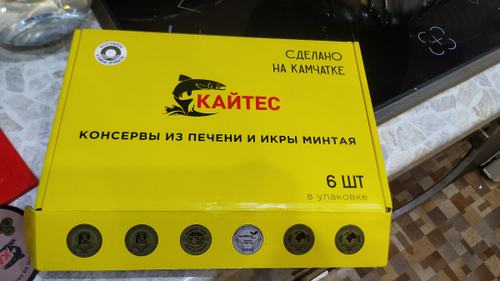 СДЕЛАНО
НА КАМЧАТКЕ
КАЙТЕС
КОНСЕРВЫ ИЗ ПЕЧЕНИ И ИКРЫ МИНТАЯ
6 ШТ
в упаковке